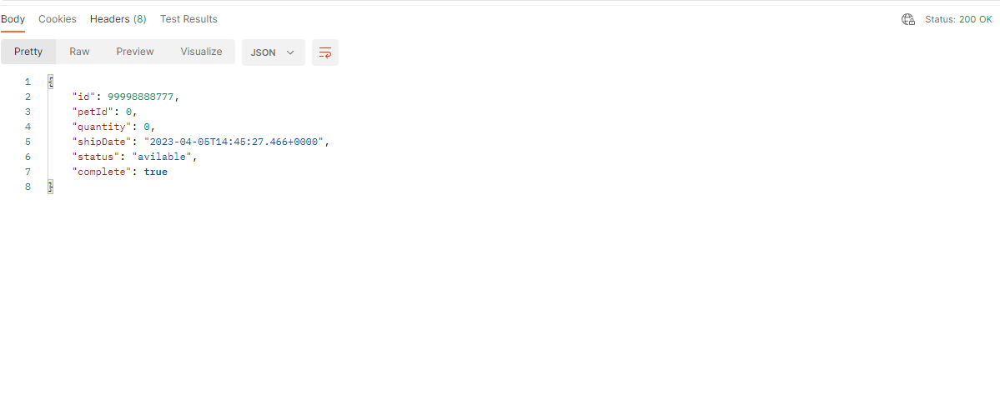 Body Cookies Headers (8) Test Results Status: 200 OK
Pretty Raw Preview Visualize JSON
1 {
2 "id": 99998888777,
3 "petId": 0,
4 "quantity": 0,
5 "shipDate": "2023-04-05T14:45:27.466+0000",
6 "status": "avilable",
7 "complete": true
8 }